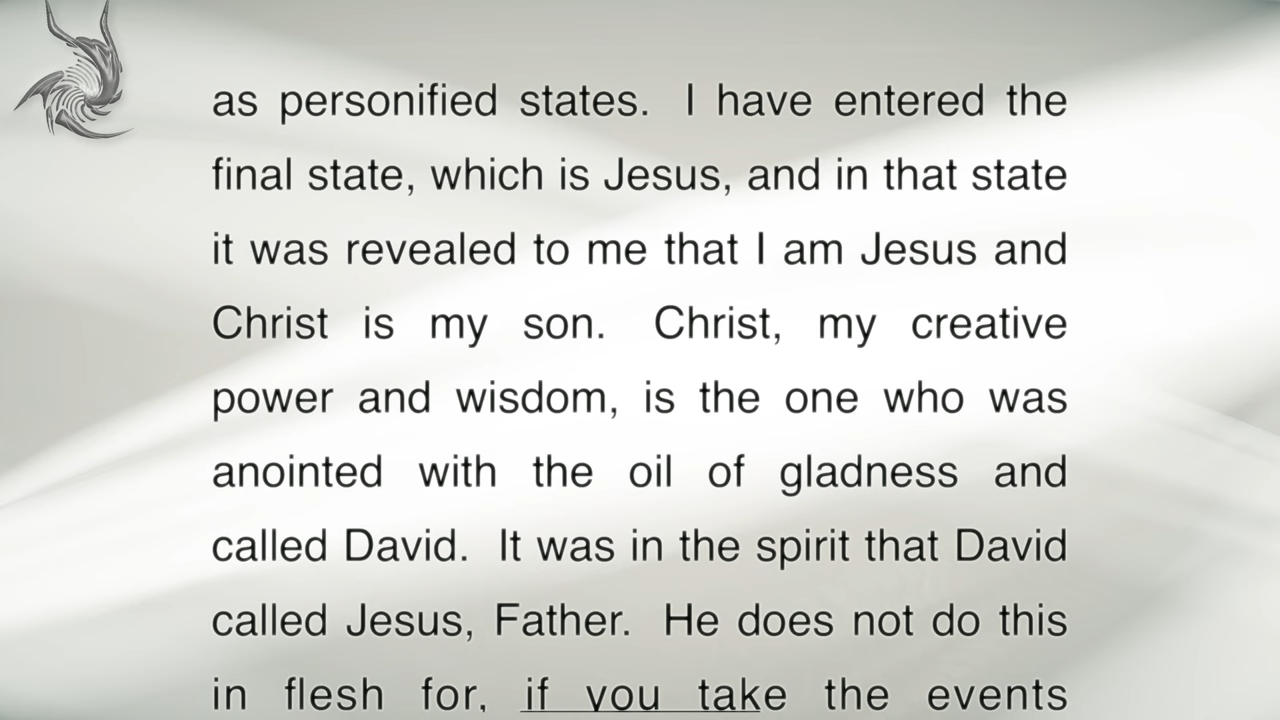 as personified states. I have entered the
final state, which is Jesus, and in that state
it was revealed to me that I am Jesus and
Christ is my son. Christ, my creative
power and wisdom, is the one who was
anointed with the oil of gladness and
called David. It was in the spirit that David
called Jesus, Father. He does not do this
in flesh for, if you take the events